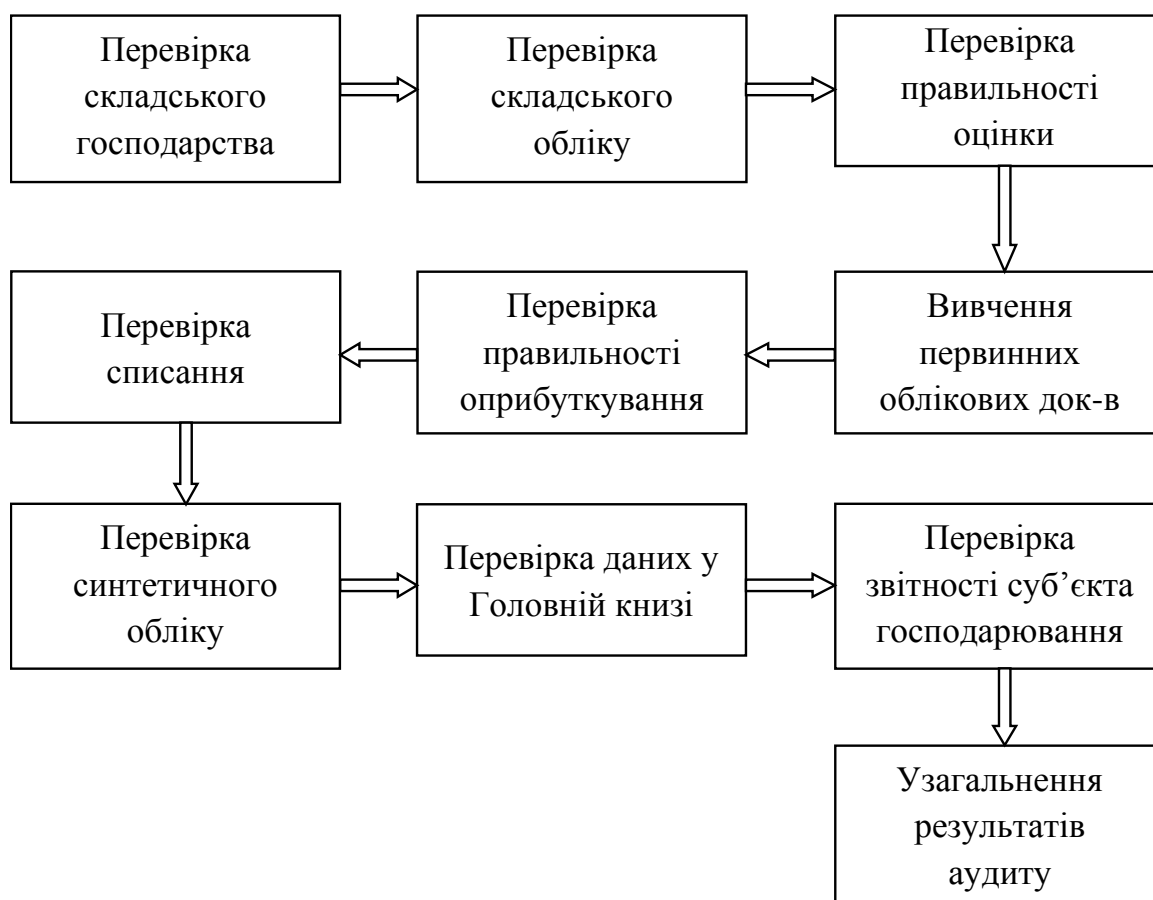 Перевірка
складського
господарства
Перевірка
складського
обліку
Перевірка
правильності
оцінки
Вивчення
первинних
облікових док-в
Перевірка
правильності
оприбуткування
Перевірка
списання
Перевірка
синтетичного
обліку
Перевірка даних у
Головній книзі
Перевірка
звітності суб’єкта
господарювання
Узагальнення
результатів
аудиту